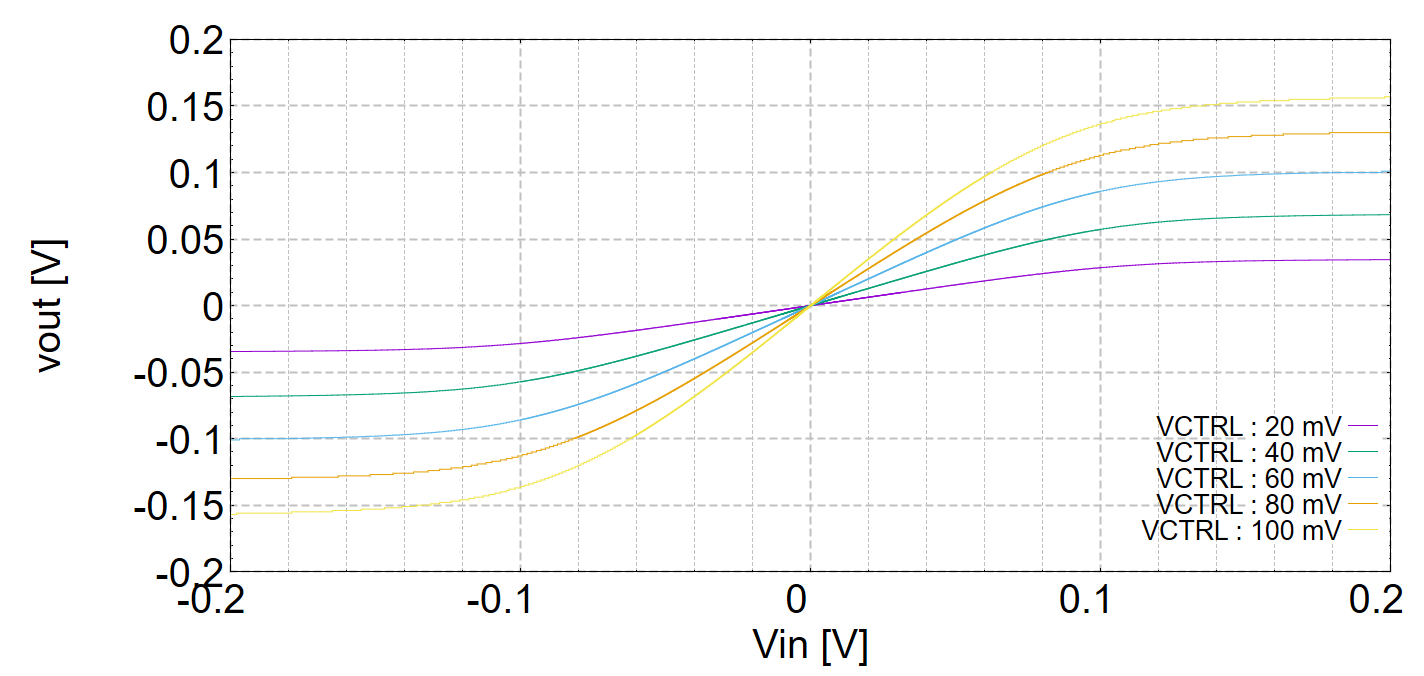 0.2
0.15
0.1
0.05
0
-0.05
-0.1
-0.15
-0.2
vout [V]
VCTRL : 20 mV
VCTRL : 40 mV
VCTRL : 60 mV
VCTRL : 80 mV
VCTRL : 100 mV
-0.2 -0.1 0 0.1 0.2
Vin [V]